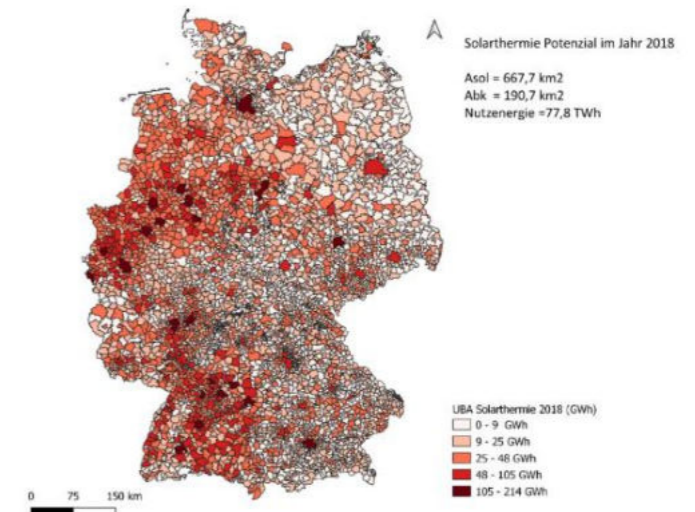 Solarthermie Potenzial im Jahr 2018
Asol = 667,7 km2
Abk = 190,7 km2
Nutzenergie =77,8 TWh
UBA Solarthermie 2018 (GWh)
0 - 9 GWh
9 - 25 GWh
25 - 48 GWh
48 - 105 GWh
105 - 214 GWh
0 75 150 km